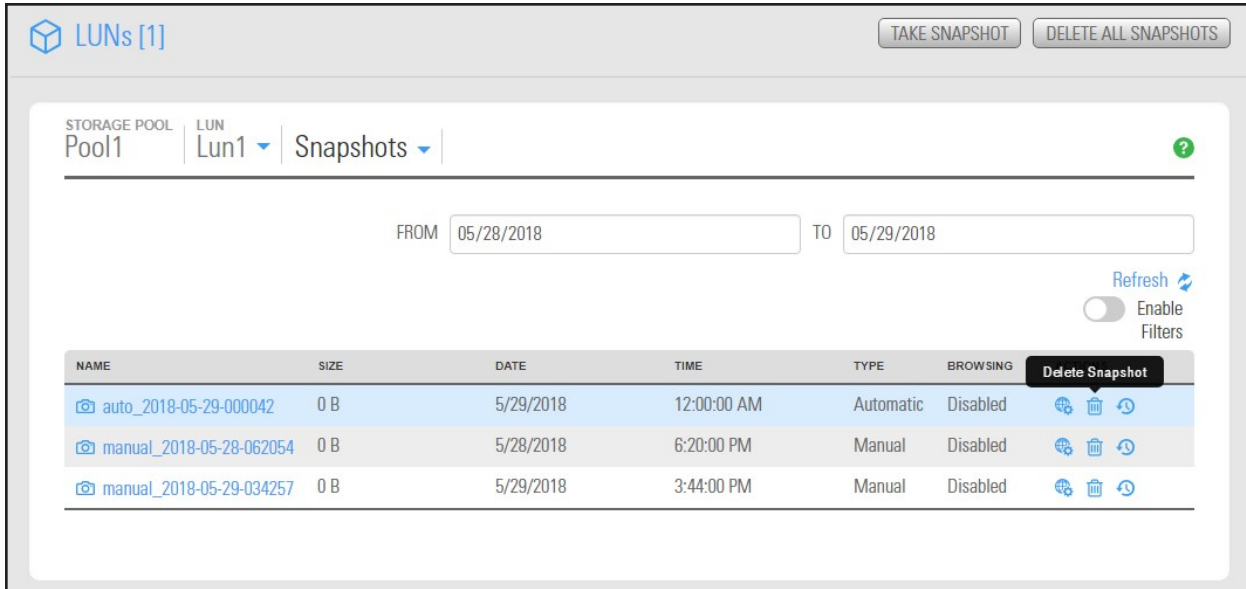 LUNs [1]
TAKE SNAPSHOT
DELETE ALL SNAPSHOTS
STORAGE POOL
Pool1
LUN
Lun1
Snapshots
?
FROM 05/28/2018 TO 05/29/2018
Refresh
Enable
Filters
NAME SIZE DATE TIME TYPE BROWSING
Delete Snapshot
auto_2018-05-29-000042 0 B 5/29/2018 12:00:00 AM Automatic Disabled
manual_2018-05-28-062054 0 B 5/28/2018 6:20:00 PM Manual Disabled
manual_2018-05-29-034257 0 B 5/29/2018 3:44:00 PM Manual Disabled